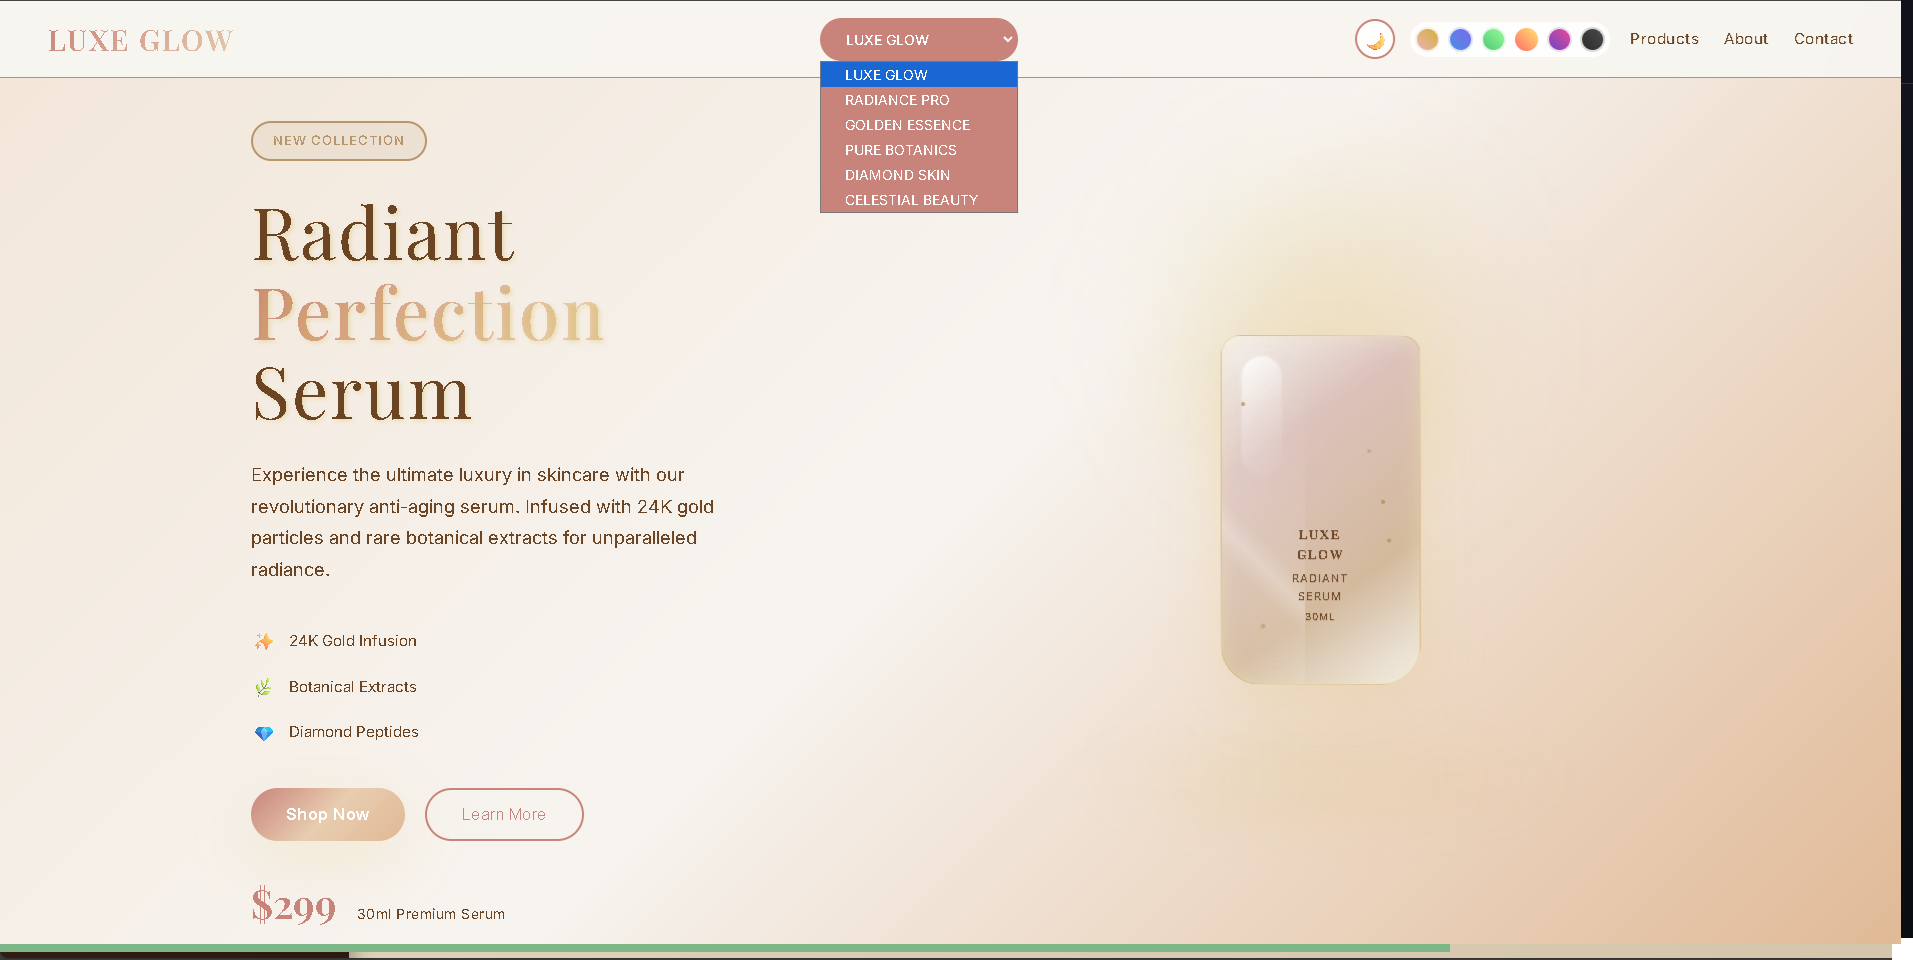 LUXE GLOW
LUXE GLOW
Products
About
Contact
LUXE GLOW
RADIANCE PRO
GOLDEN ESSENCE
PURE BOTANICS
DIAMOND SKIN
CELESTIAL BEAUTY
NEW COLLECTION
Radiant
Perfection
Serum
Experience the ultimate luxury in skincare with our
revolutionary anti-aging serum. Infused with 24K gold
particles and rare botanical extracts for unparalleled
radiance.
24K Gold Infusion
Botanical Extracts
Diamond Peptides
Shop Now
Learn More
$299
30ml Premium Serum
LUXE
GLOW
RADIANT
SERUM
30ML